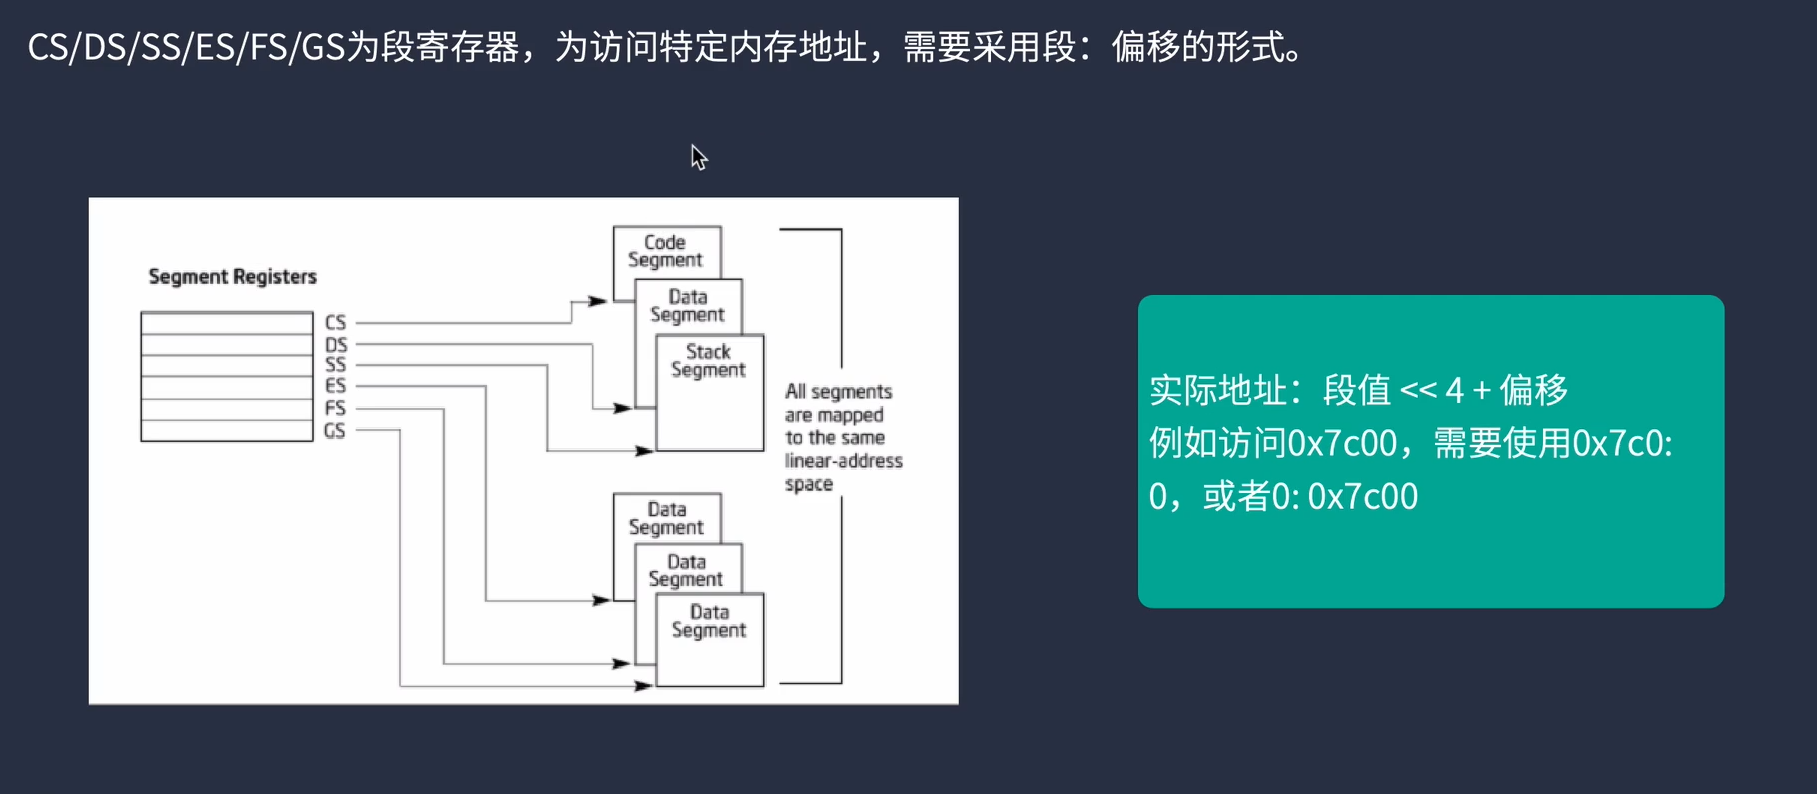 CS/DS/SS/ES/FS/GS为段寄存器，为访问特定内存地址，需要采用段：偏移的形式。
Segment Registers
CS
DS
SS
ES
FS
GS
Code
Segment
Data
Segment
Stack
Segment
All segments
are mapped
to the same
linear-address
space
Data
Segment
Data
Segment
Data
Segment
实际地址：段值 << 4 + 偏移
例如访问0x7c00，需要使用0x7c0:
0，或者0: 0x7c00